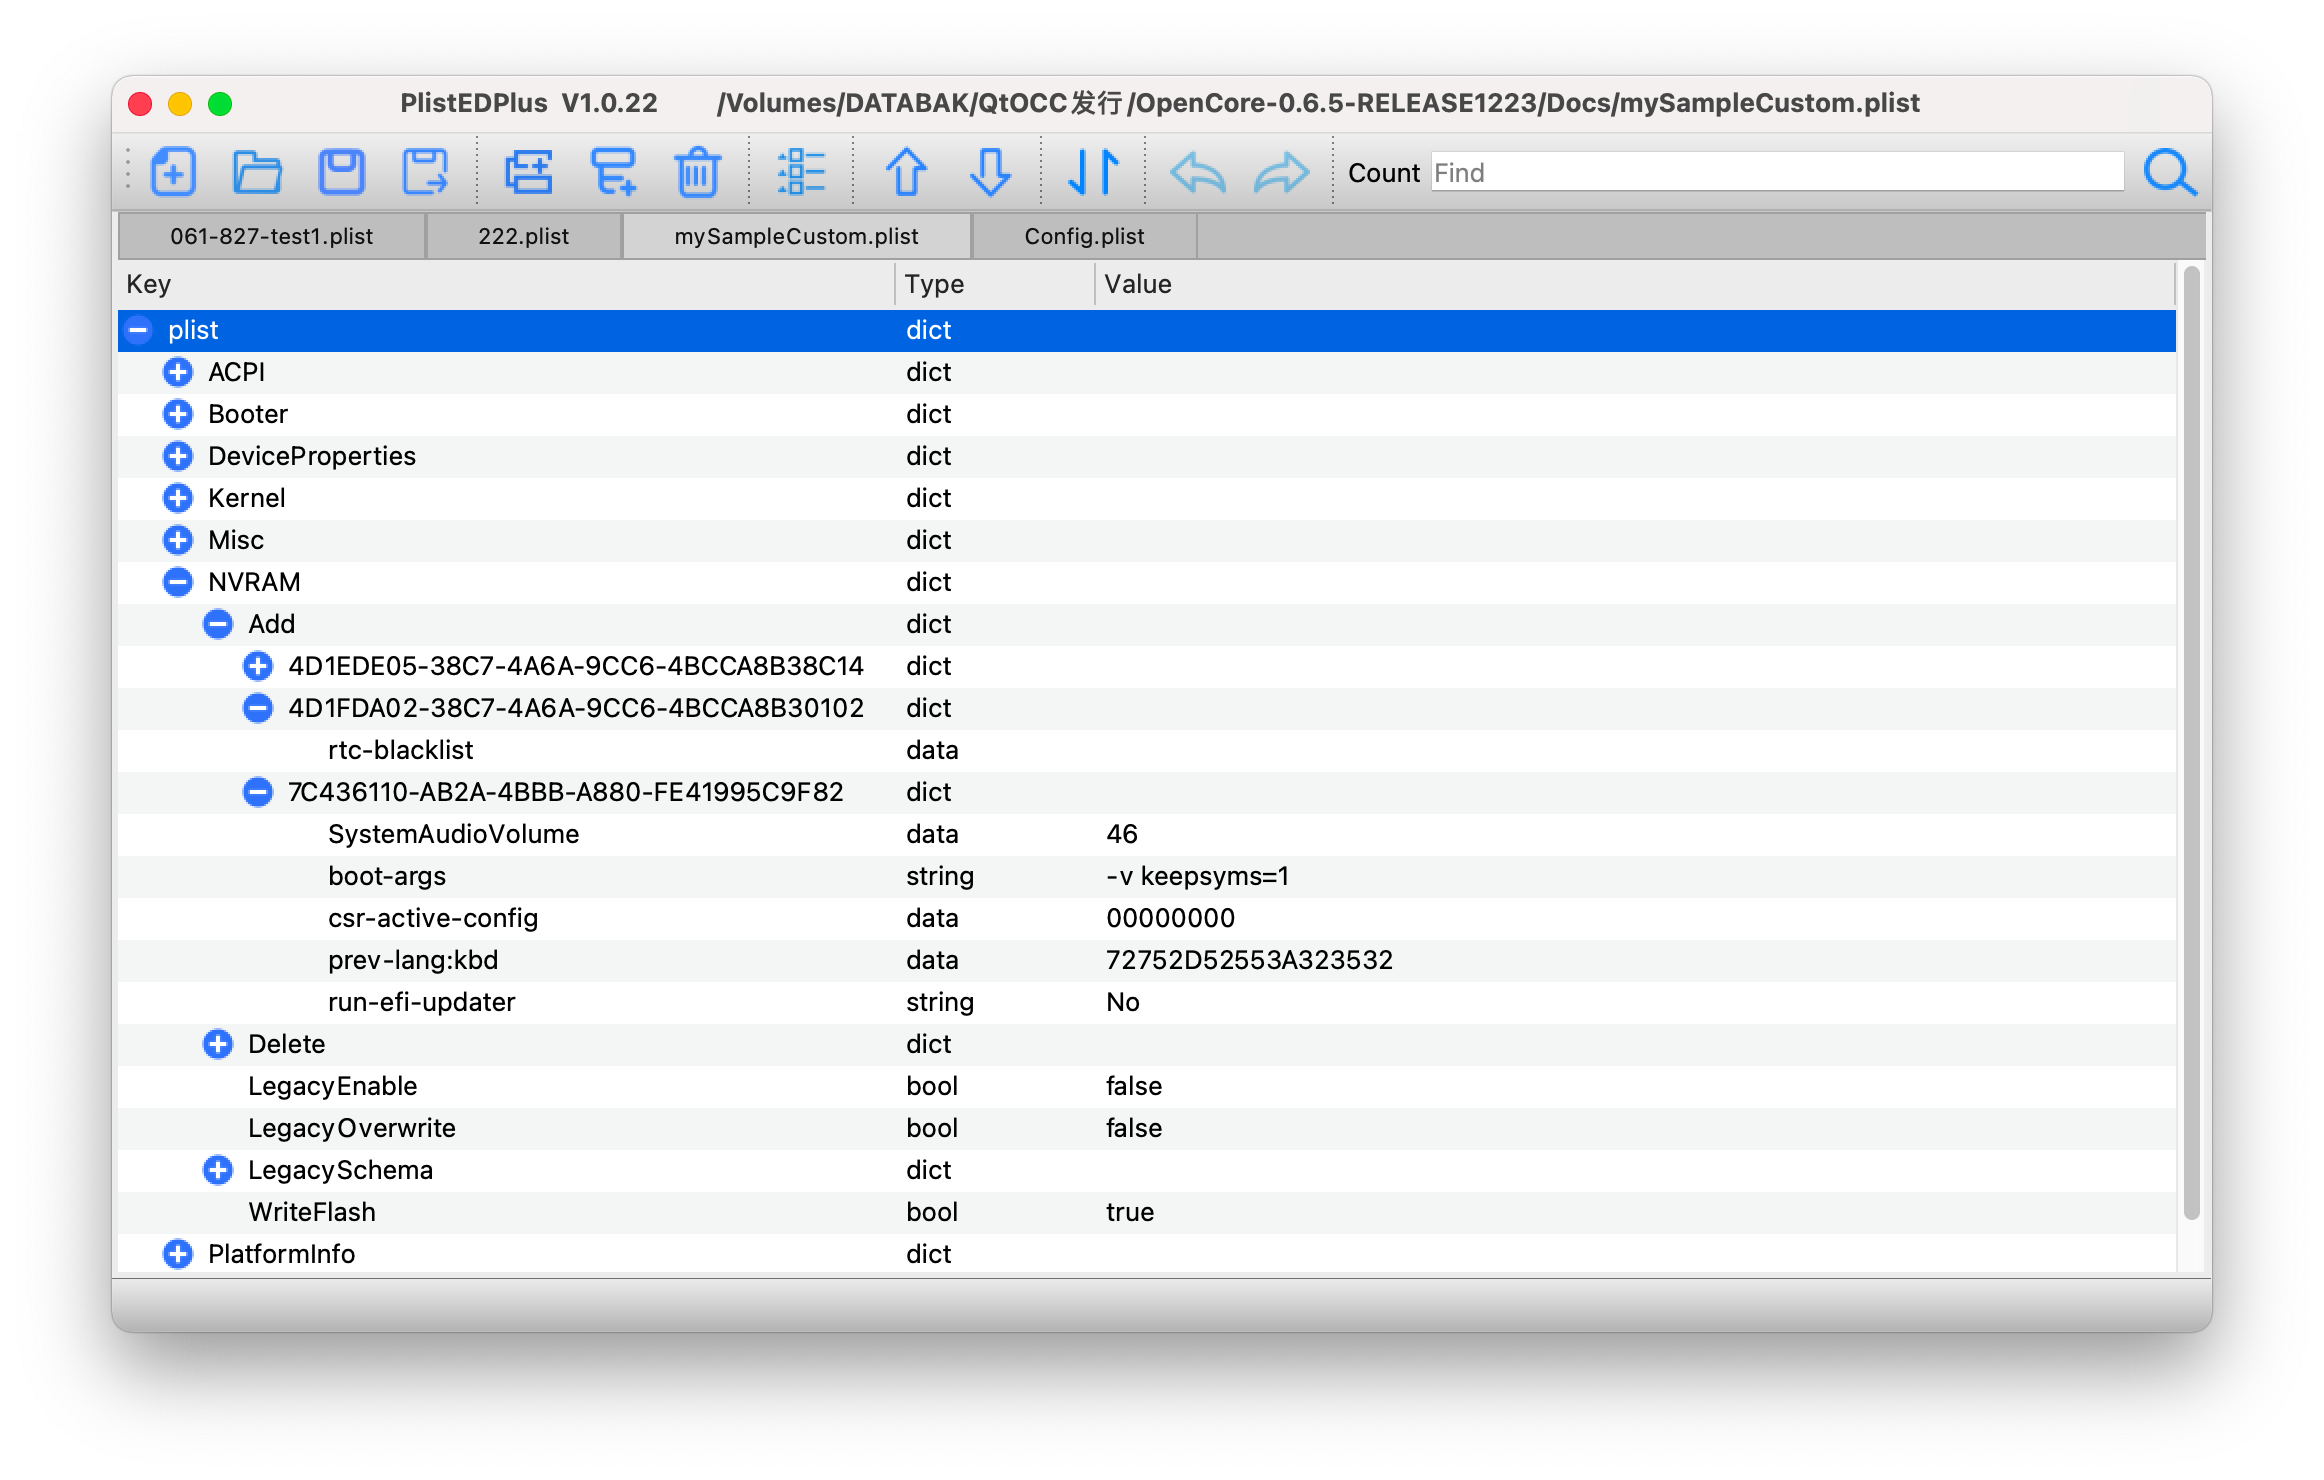 PlistEDPlus V1.0.22 /Volumes/DATABAK/QtOCC发行/OpenCore-0.6.5-RELEASE1223/Docs/mySampleCustom.plist
Count Find
061-827-test1.plist 222.plist mySampleCustom.plist Config.plist
Key Type Value
plist dict
ACPI dict
Booter dict
DeviceProperties dict
Kernel dict
Misc dict
NVRAM dict
Add dict
4D1EDE05-38C7-4A6A-9CC6-4BCCA8B38C14 dict
4D1FDA02-38C7-4A6A-9CC6-4BCCA8B30102 dict
rtc-blacklist data
7C436110-AB2A-4BBB-A880-FE41995C9F82 dict
SystemAudioVolume data 46
boot-args string -v keepsyms=1
csr-active-config data 00000000
prev-lang:kbd data 72752D52553A323532
run-efi-updater string No
Delete dict
LegacyEnable bool false
LegacyOverwrite bool false
LegacySchema dict
WriteFlash bool true
PlatformInfo dict